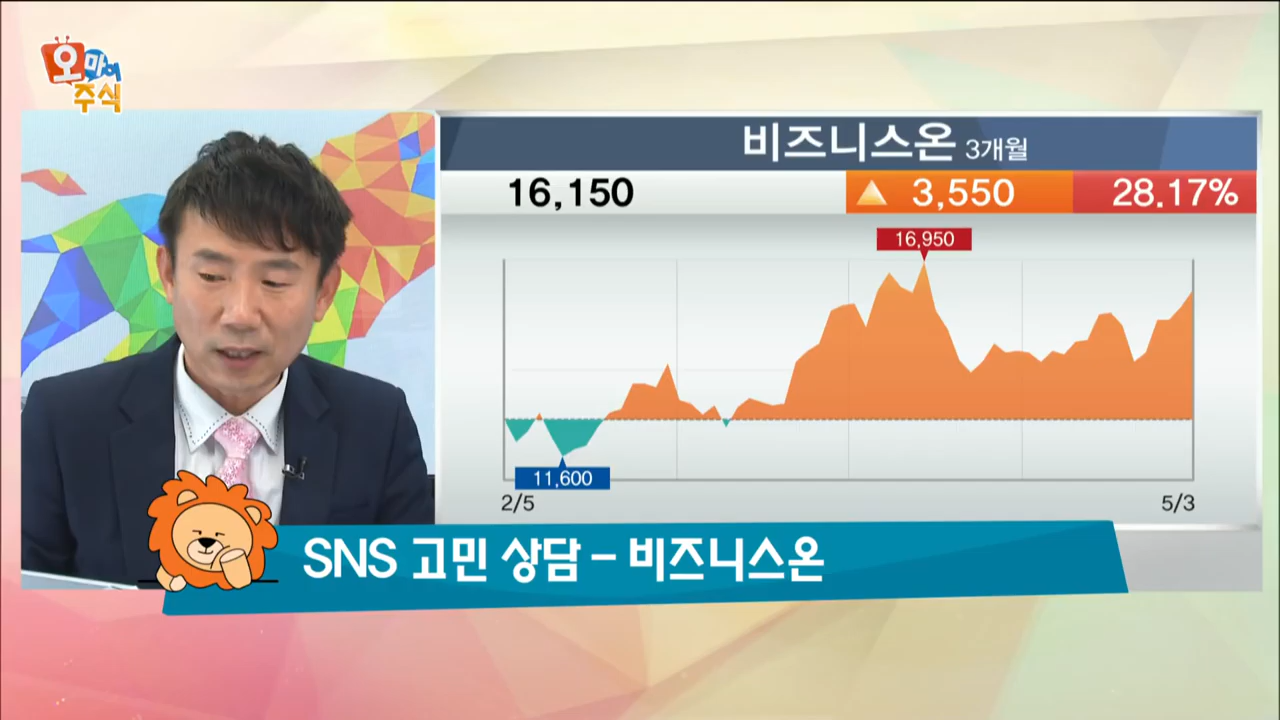 오마이
주식
비즈니스온 3개월
16,150 ▲ 3,550 28.17%
16,950
11,600
2/5 5/3
SNS 고민 상담 – 비즈니스온